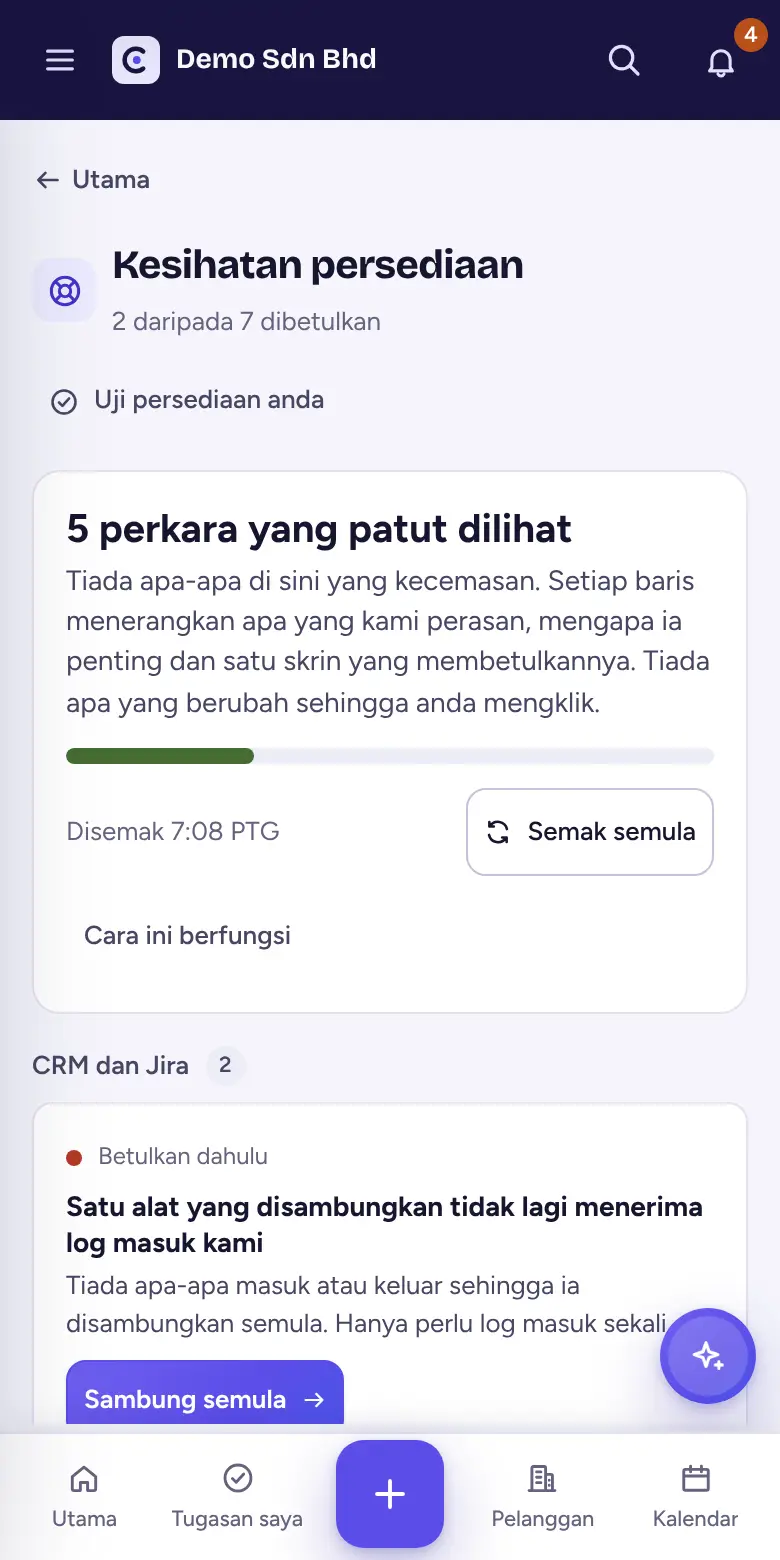 Demo Sdn Bhd
4
Utama
Kesihatan persediaan
2 daripada 7 dibetulkan
Uji persediaan anda
5 perkara yang patut dilihat
Tiada apa-apa di sini yang kecemasan. Setiap baris
menerangkan apa yang kami perasan, mengapa ia
penting dan satu skrin yang membetulkannya. Tiada
apa yang berubah sehingga anda mengklik.
Disemak 7:08 PTG
Semak semula
Cara ini berfungsi
CRM dan Jira 2
Betulkan dahulu
Satu alat yang disambungkan tidak lagi menerima
log masuk kami
Tiada apa-apa masuk atau keluar sehingga ia
disambungkan semula. Hanya perlu log masuk sekali
Sambung semula
Utama
Tugasan saya
Pelanggan
Kalendar